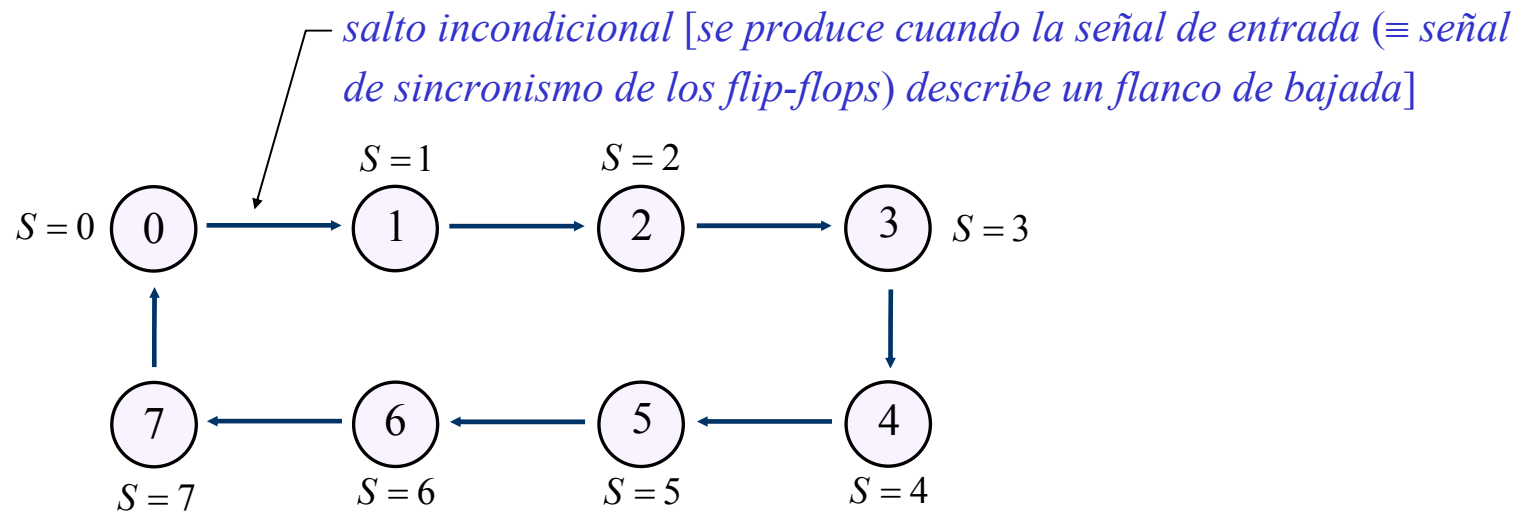 salto incondicional [se produce cuando la señal de entrada (≡ señal
de sincronismo de los flip-flops) describe un flanco de bajada]
S = 1
S = 2
S = 0
0
1
2
3
S = 3
7
6
5
4
S = 7
S = 6
S = 5
S = 4